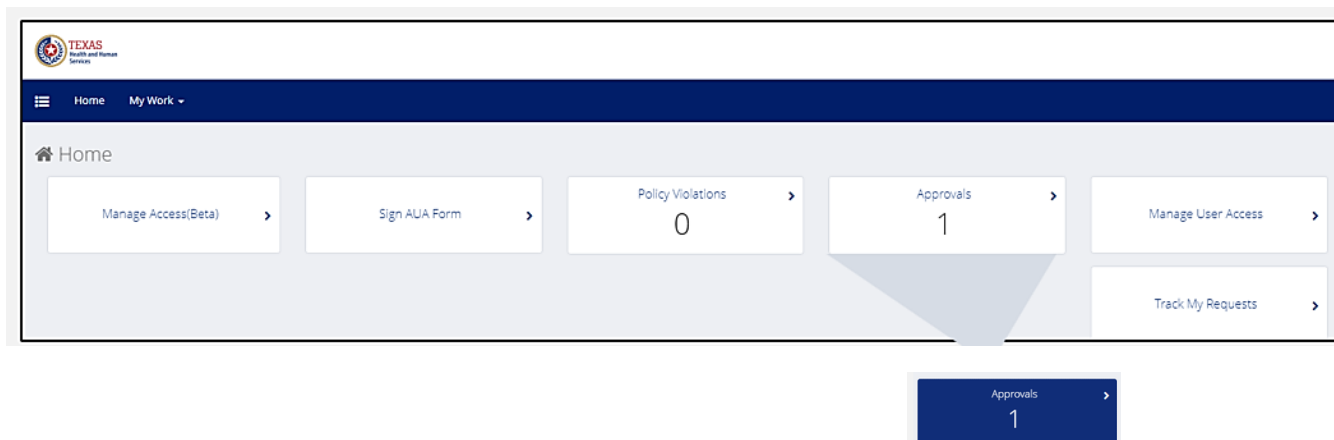 TEXAS
Health and Human
Services
Home My Work
Home
Manage Access(Beta)
Sign AUA Form
Policy Violations
0
Approvals
1
Manage User Access
Track My Requests
Approvals
1